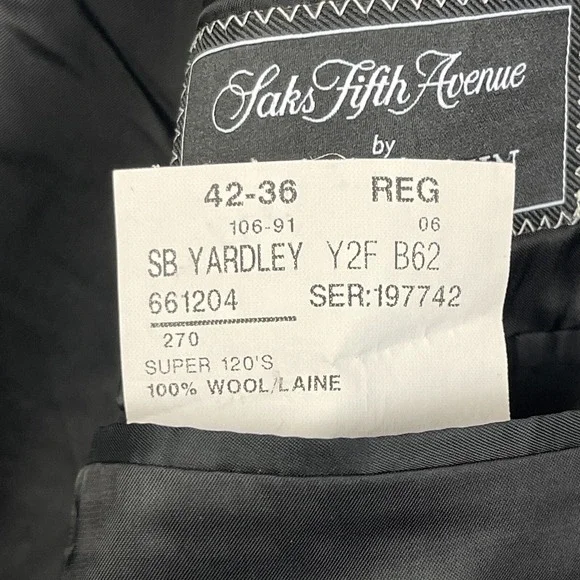 Saks Fifth Avenue
by
42-36 REG
106-91 06
SB YARDLEY Y2F B62
661204 SER:197742
270
SUPER 120'S
100% WOOL/LAINE